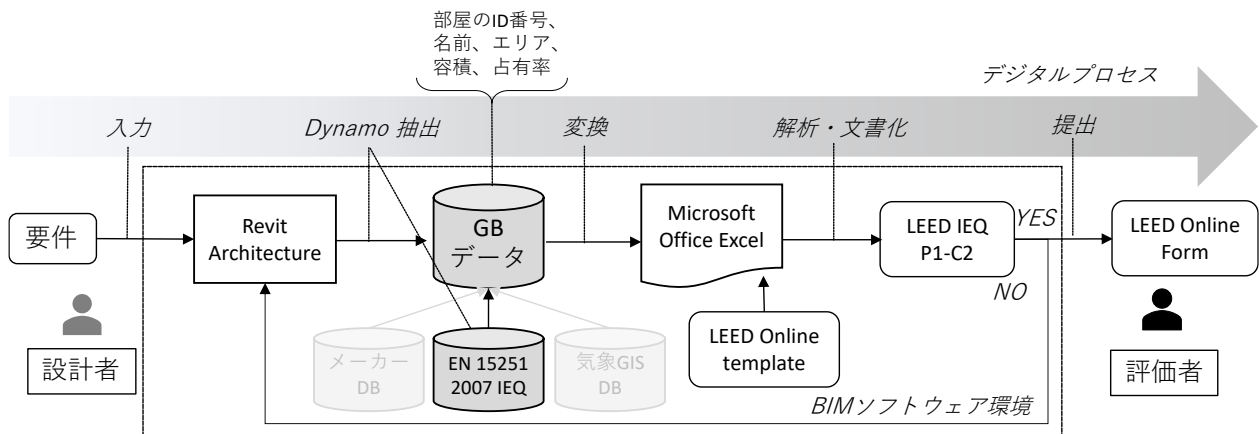 部屋のID番号、
名前、エリア、
容積、占有率
デジタルプロセス
入力
Dynamo 抽出
変換
解析・文書化
提出
要件
Revit
Architecture
GB
データ
Microsoft
Office Excel
LEED IEQ
P1-C2
YES
NO
LEED Online
Form
設計者
メーカー
DB
EN 15251
2007 IEQ
気象GIS
DB
LEED Online
template
評価者
BIMソフトウェア環境